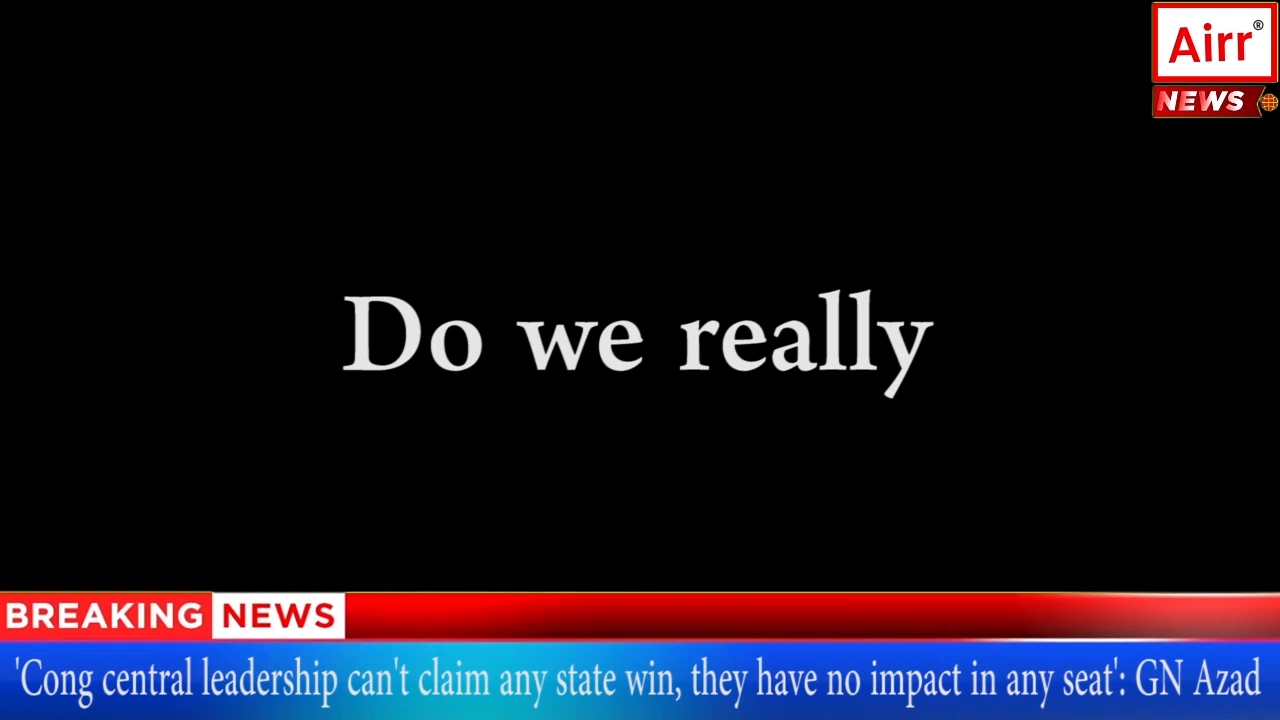 Airr®
NEWS
Do we really
BREAKING NEWS
'Cong central leadership can't claim any state win, they have no impact in any seat': GN Azad